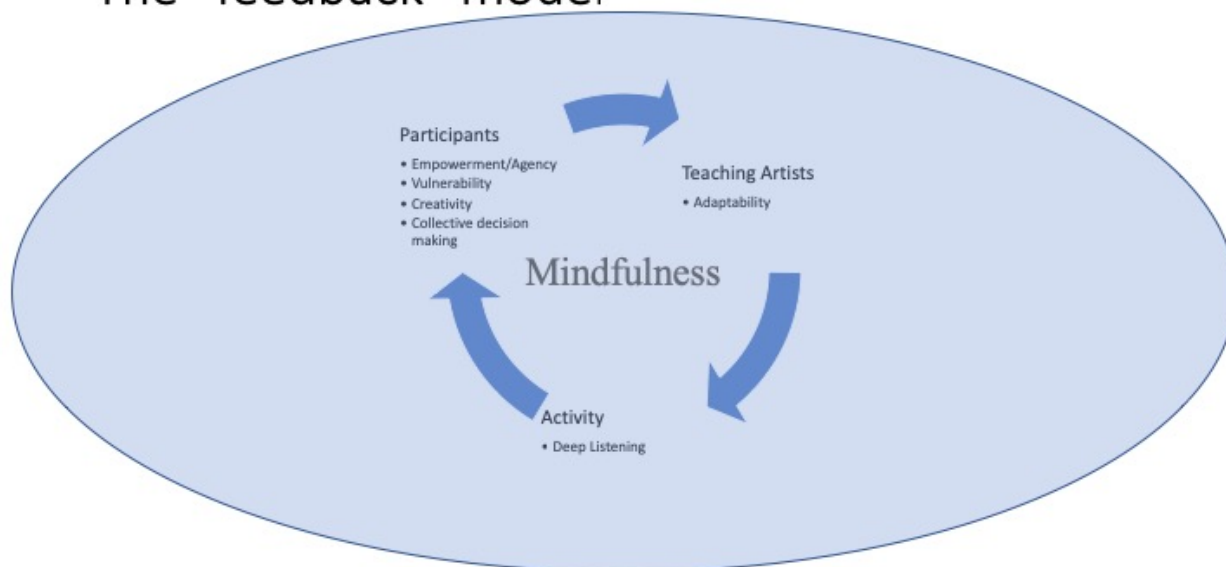 The "feedback" model
Participants
• Empowerment/Agency
• Vulnerability
• Creativity
• Collective decision
making
Teaching Artists
• Adaptability
Mindfulness
Activity
• Deep Listening